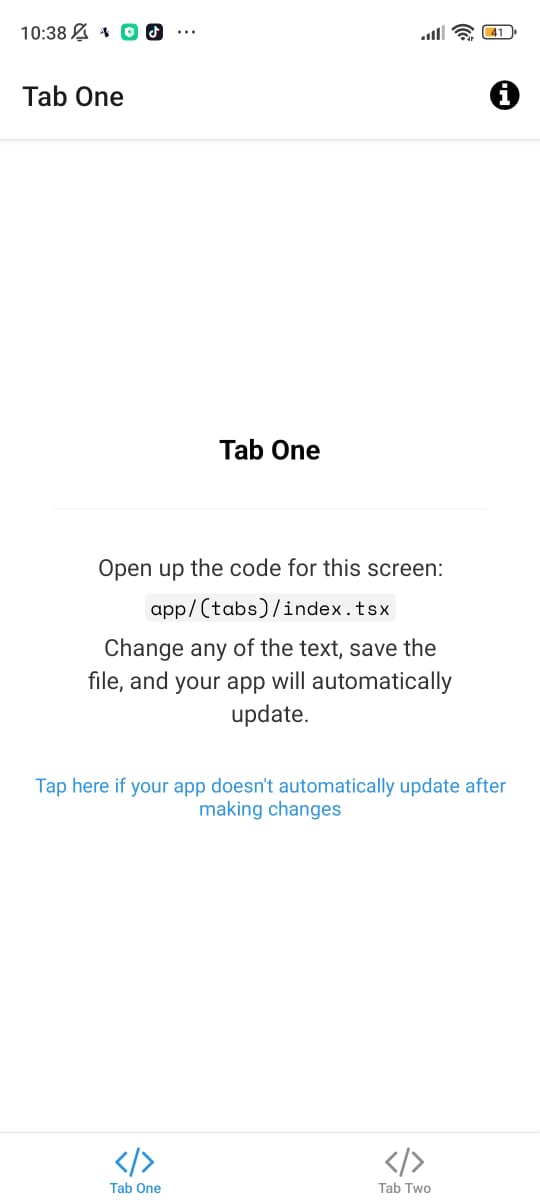 10:38
41
Tab One
Tab One
Open up the code for this screen:
app/(tabs)/index.tsx
Change any of the text, save the
file, and your app will automatically
update.
Tap here if your app doesn't automatically update after
making changes
Tab One
Tab Two